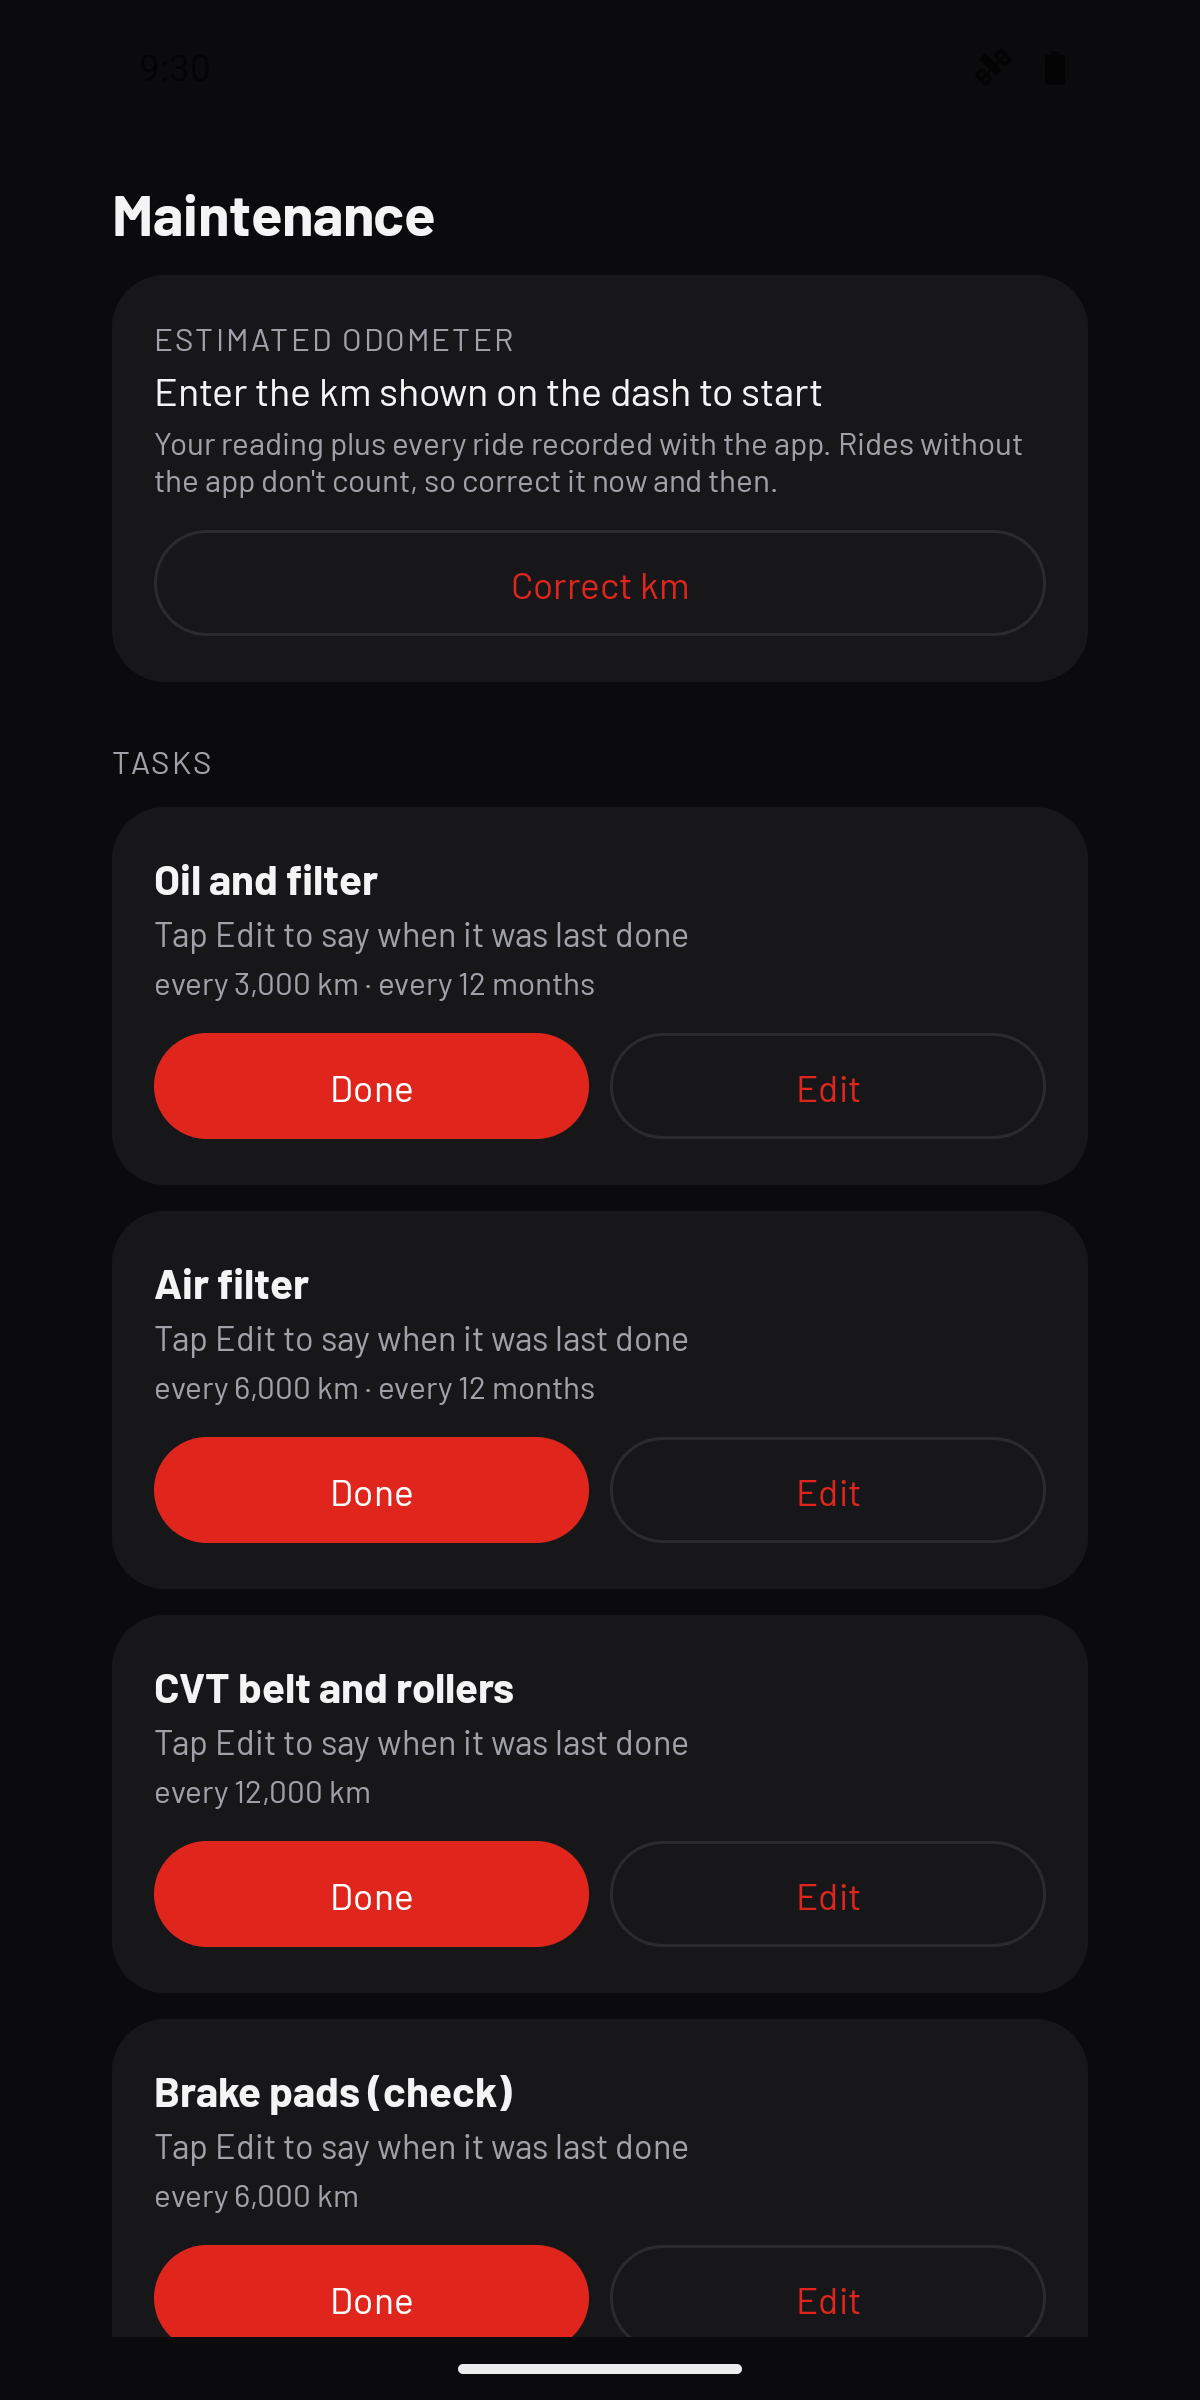 9:30
Maintenance
ESTIMATED ODOMETER
Enter the km shown on the dash to start
Your reading plus every ride recorded with the app. Rides without
the app don't count, so correct it now and then.
Correct km
TASKS
Oil and filter
Tap Edit to say when it was last done
every 3,000 km · every 12 months
Done
Edit
Air filter
Tap Edit to say when it was last done
every 6,000 km · every 12 months
Done
Edit
CVT belt and rollers
Tap Edit to say when it was last done
every 12,000 km
Done
Edit
Brake pads (check)
Tap Edit to say when it was last done
every 6,000 km
Done
Edit